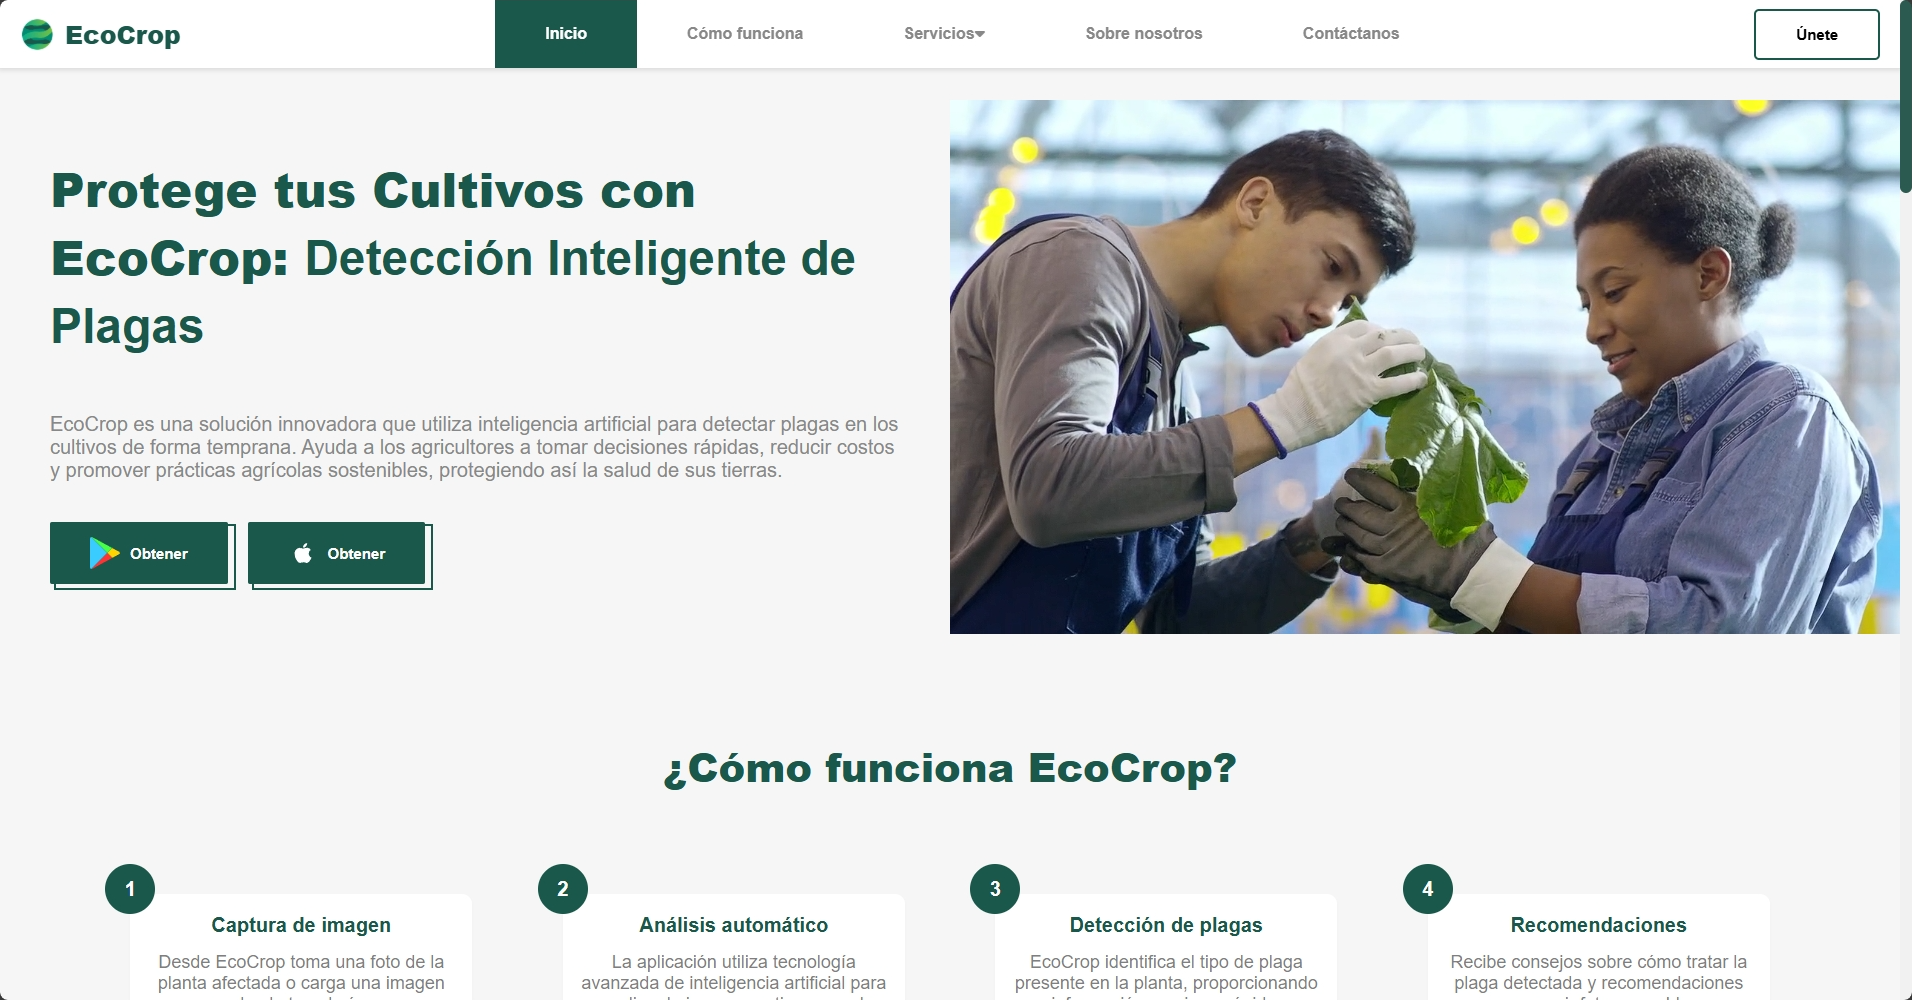 EcoCrop
Inicio
Cómo funciona
Servicios
Sobre nosotros
Contáctanos
Únete
Protege tus Cultivos con
EcoCrop: Detección Inteligente de
Plagas
EcoCrop es una solución innovadora que utiliza inteligencia artificial para detectar plagas en los
cultivos de forma temprana. Ayuda a los agricultores a tomar decisiones rápidas, reducir costos
y promover prácticas agrícolas sostenibles, protegiendo así la salud de sus tierras.
Obtener
Obtener
¿Cómo funciona EcoCrop?
1
Captura de imagen
Desde EcoCrop toma una foto de la
planta afectada o carga una imagen
2
Análisis automático
La aplicación utiliza tecnología
avanzada de inteligencia artificial para
3
Detección de plagas
EcoCrop identifica el tipo de plaga
presente en la planta, proporcionando
4
Recomendaciones
Recibe consejos sobre cómo tratar la
plaga detectada y recomendaciones